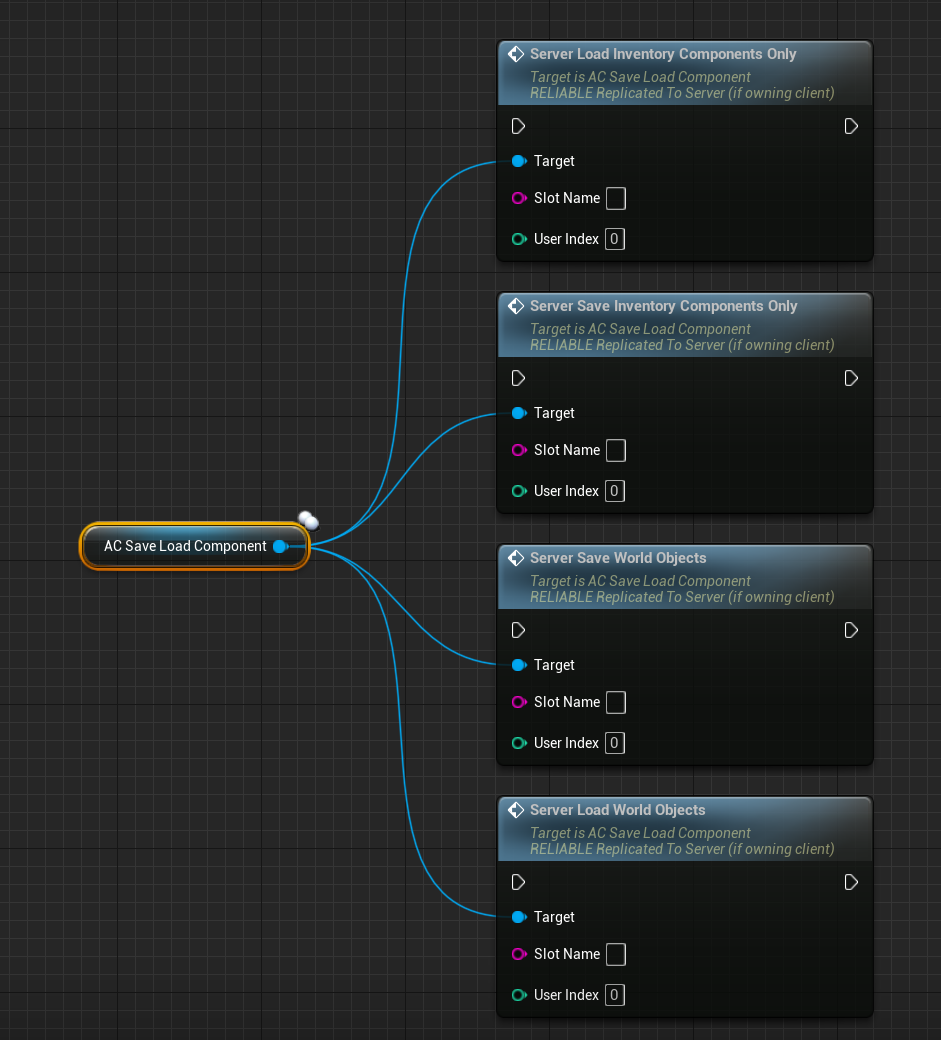 Server Load Inventory Components Only
Target is AC Save Load Component
RELIABLE Replicated To Server (if owning client)
Target
Slot Name
User Index 0
Server Save Inventory Components Only
Target is AC Save Load Component
RELIABLE Replicated To Server (if owning client)
Target
Slot Name
User Index 0
AC Save Load Component
Server Save World Objects
Target is AC Save Load Component
RELIABLE Replicated To Server (if owning client)
Target
Slot Name
User Index 0
Server Load World Objects
Target is AC Save Load Component
RELIABLE Replicated To Server (if owning client)
Target
Slot Name
User Index 0